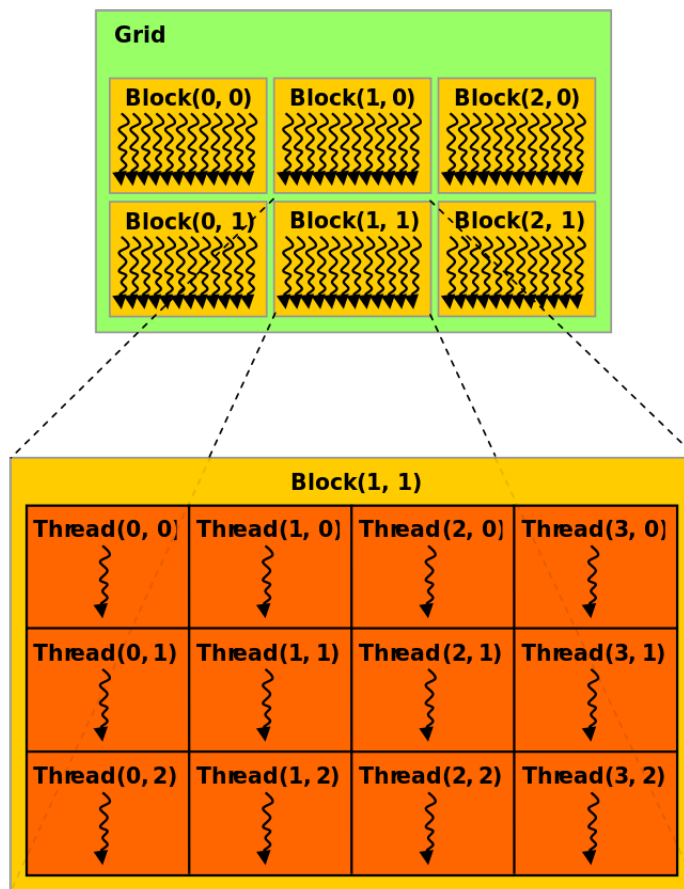 Grid
Block(0, 0) Block(1, 0) Block(2, 0)
Block(0, 1) Block(1, 1) Block(2, 1)
Block(1, 1)
Thread(0, 0) Thread(1, 0) Thread(2, 0) Thread(3, 0)
Thread(0, 1) Thread(1, 1) Thread(2, 1) Thread(3, 1)
Thread(0, 2) Thread(1, 2) Thread(2, 2) Thread(3, 2)